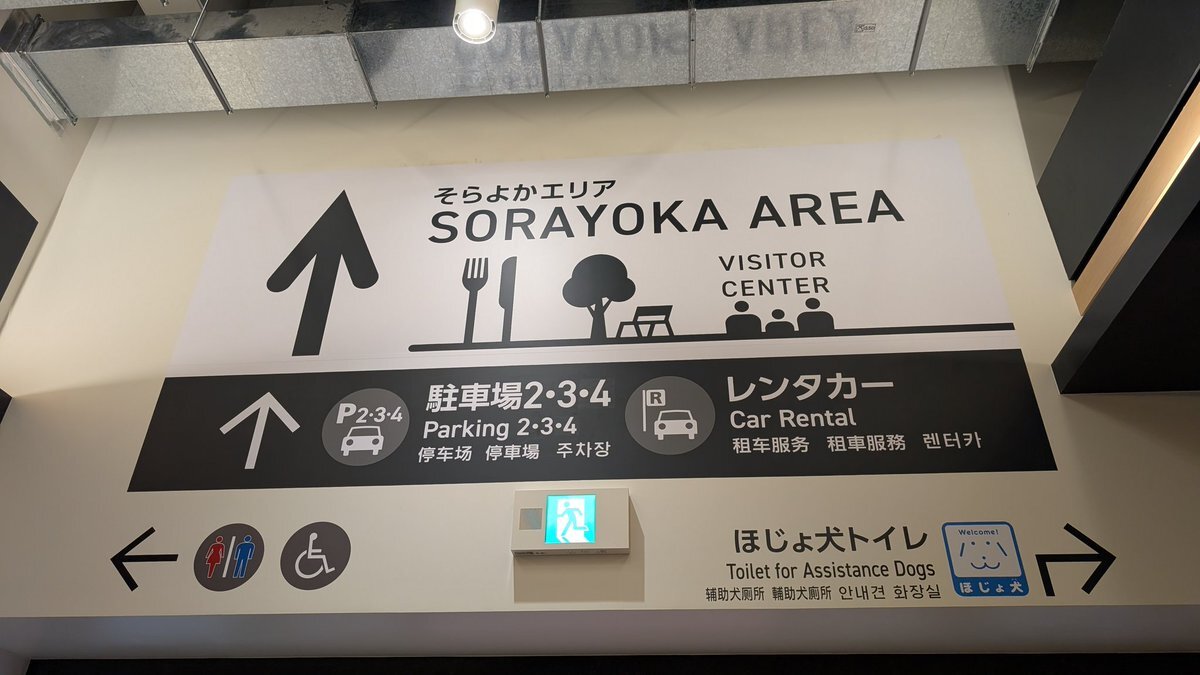 そらよかエリア
SORAYOKA AREA
VISITOR
CENTER
P2・3・4
駐車場2・3・4
Parking 2・3・4
停车场 停車場 주차장
R
レンタカー
Car Rental
租车服务 租車服務 렌터카
ほじょ犬トイレ
Toilet for Assistance Dogs
辅助犬厕所 輔助犬厕所 안내견 화장실
Welcome!
ほじょ犬